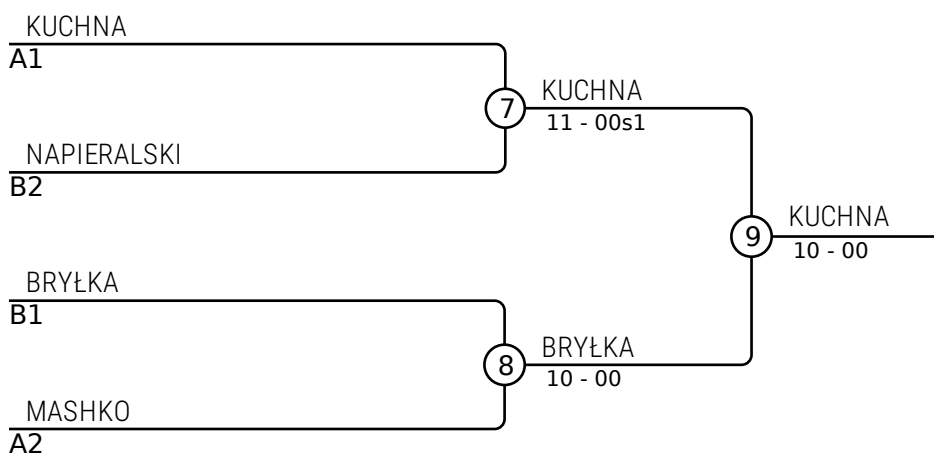 KUCHNA
A1
7
KUCHNA
11 - 00s1
NAPIERALSKI
B2
9
KUCHNA
10 - 00
BRYŁKA
B1
8
BRYŁKA
10 - 00
MASHKO
A2